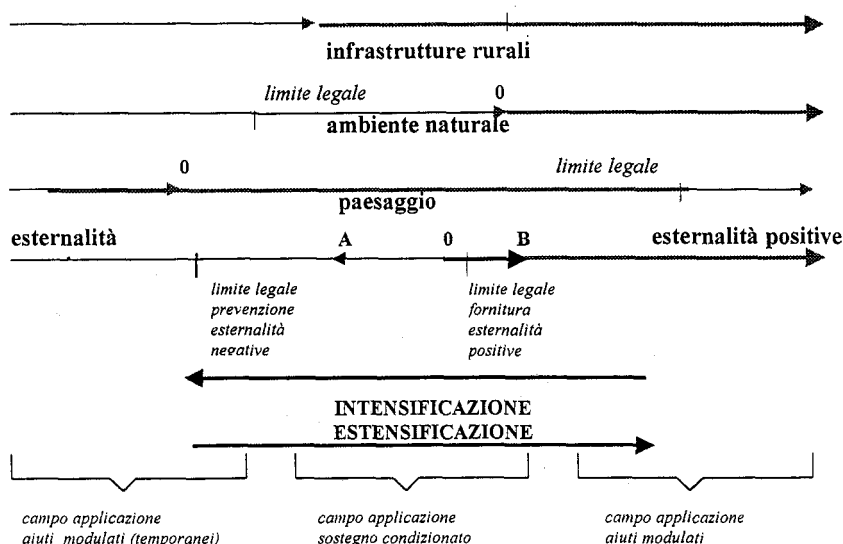 infrastrutture rurali
limite legale 0
ambiente naturale
0 limite legale
paesaggio
esternalità A 0 B esternalità positive
limite legale
prevenzione
esternalità
negative
limite legale
fornitura
esternalità
positive
INTENSIFICAZIONE
ESTENSIFICAZIONE
campo applicazione
aiuti modulati (temporanei)
campo applicazione
sostegno condizionato
campo applicazione
aiuti modulati